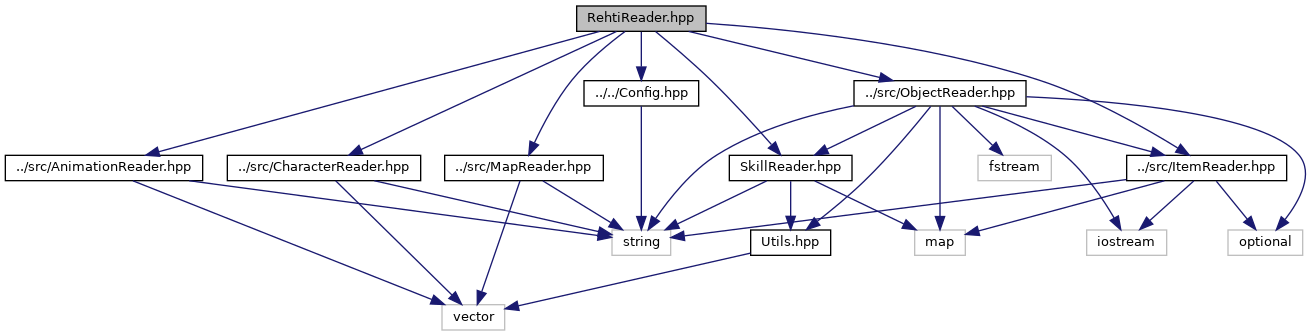 RehtiReader.hpp
../../Config.hpp
../src/ObjectReader.hpp
../src/AnimationReader.hpp
../src/CharacterReader.hpp
../src/MapReader.hpp
SkillReader.hpp
fstream
../src/ItemReader.hpp
string
Utils.hpp
map
iostream
optional
vector